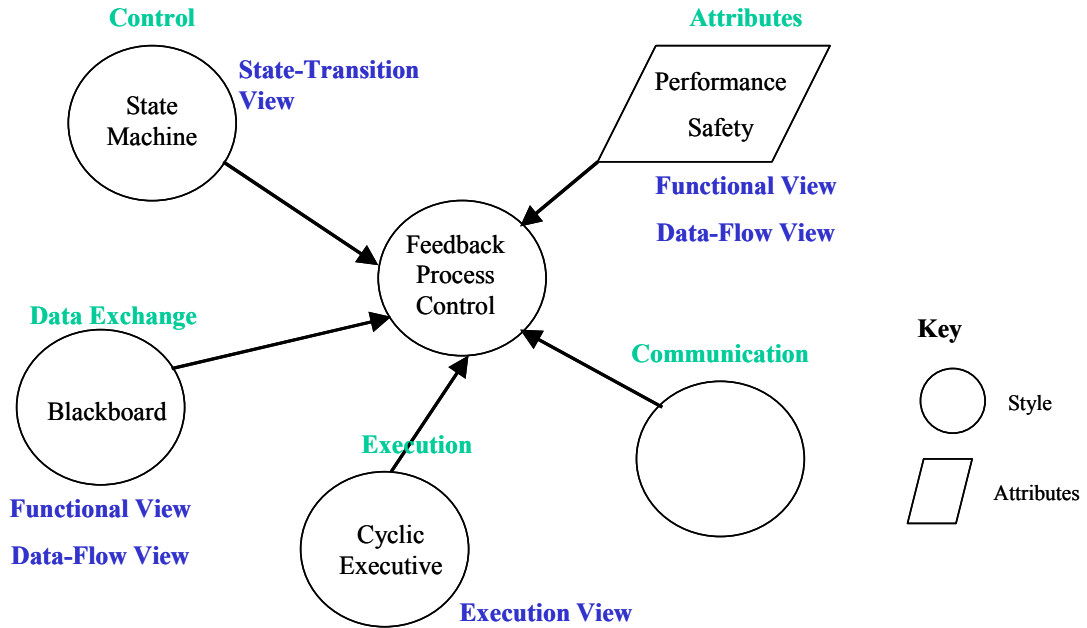 Control
Attributes
State-Transition
View
State
Machine
Performance
Safety
Functional View
Data-Flow View
Feedback
Process
Control
Data Exchange
Blackboard
Functional View
Data-Flow View
Communication
Execution
Cyclic
Executive
Execution View
Key
Style
Attributes